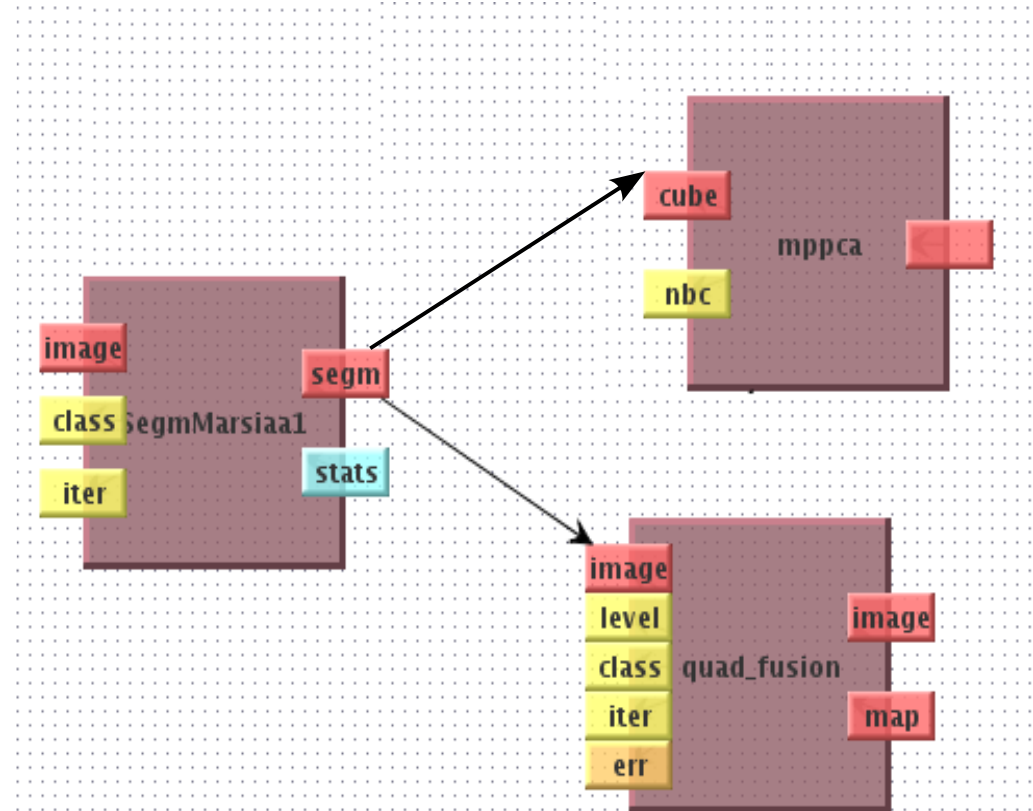 cube
mppca
nbc
image
segm
class
SegmMarsiaa1
stats
iter
image
level
image
class
quad_fusion
iter
map
err